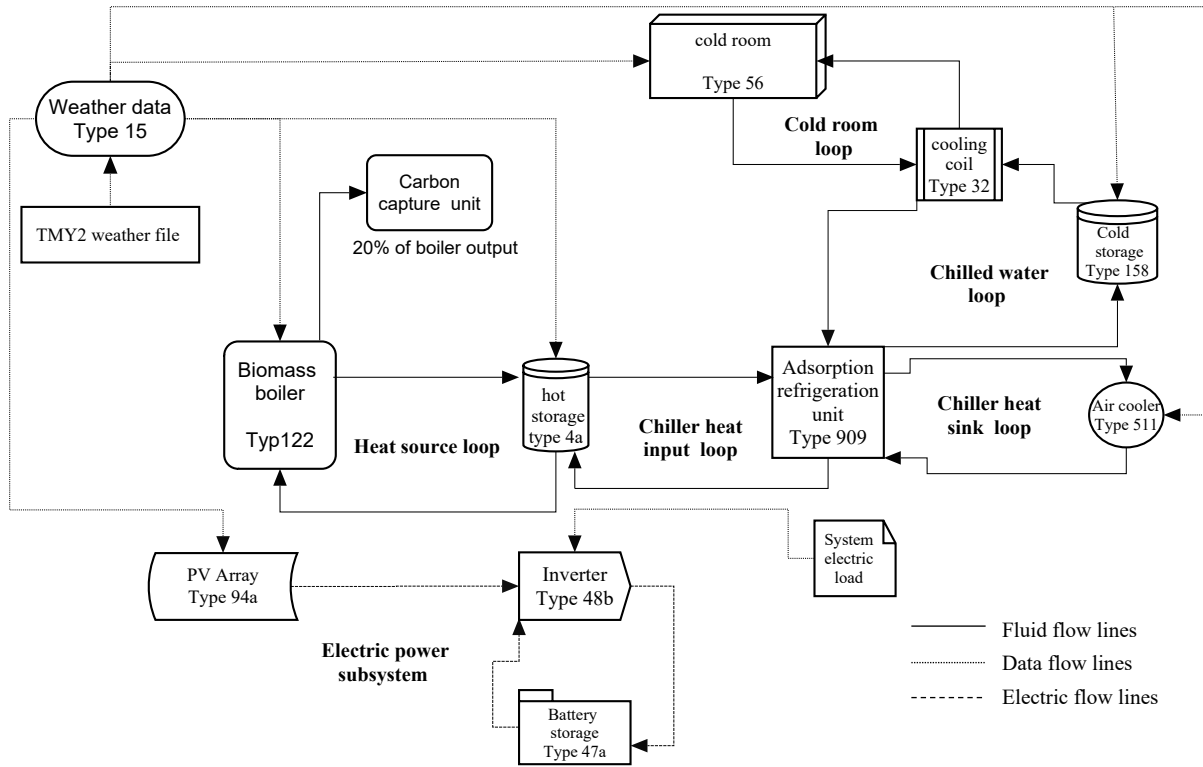 cold room
Type 56
Weather data
Type 15
Cold room
loop
cooling
coil
Type 32
Carbon
capture unit
TMY2 weather file
20% of boiler output
Cold
storage
Type 158
Chilled water
loop
Biomass
boiler
Typ122
hot
storage
type 4a
Adsorption
refrigeration
unit
Type 909
Heat source loop
Chiller heat
input loop
Chiller heat
sink loop
Air cooler
Type 511
PV Array
Type 94a
Inverter
Type 48b
System
electric
load
Electric power
subsystem
Battery
storage
Type 47a
Fluid flow lines
Data flow lines
Electric flow lines